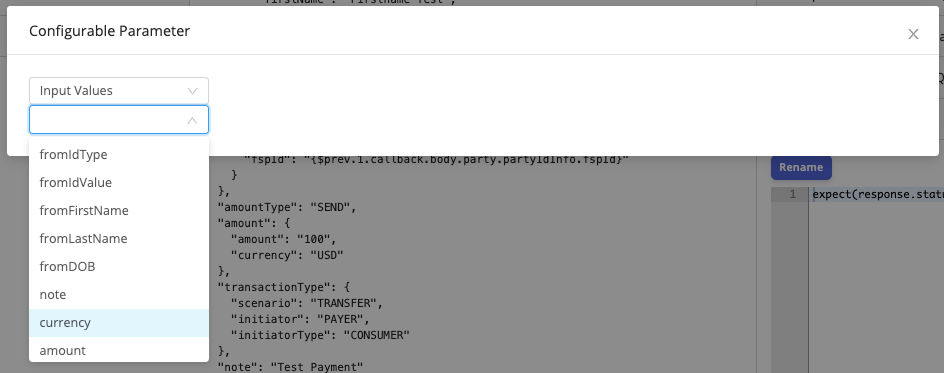 "firstName": "Firstname-Test",
Configurable Parameter
Input Values
fromIdType
fromIdValue
fromFirstName
fromLastName
fromDOB
note
currency
amount
"fspId": "{$prev.1.callback.body.party.partyIdInfo.fspId}"
}
},
"amountType": "SEND",
"amount": {
"amount": "100",
"currency": "USD"
},
"transactionType": {
"scenario": "TRANSFER",
"initiator": "PAYER",
"initiatorType": "CONSUMER"
},
"note": "Test Payment"
Rename
1 expect(response.statu